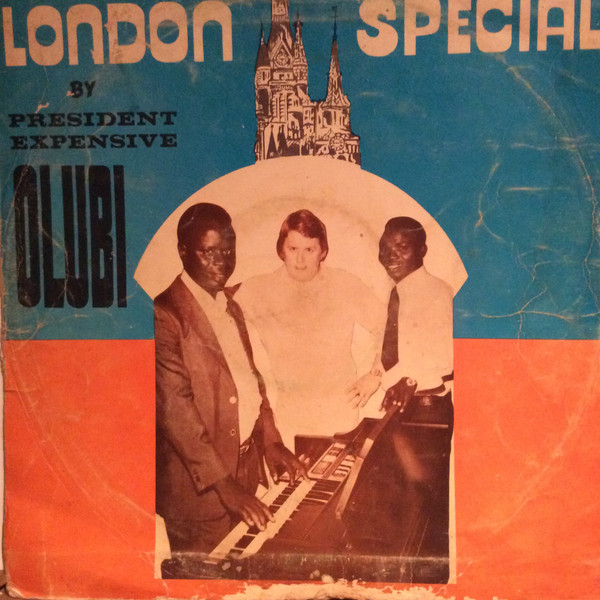 LONDON SPECIAL
BY
PRESIDENT
EXPENSIVE
OLUBI